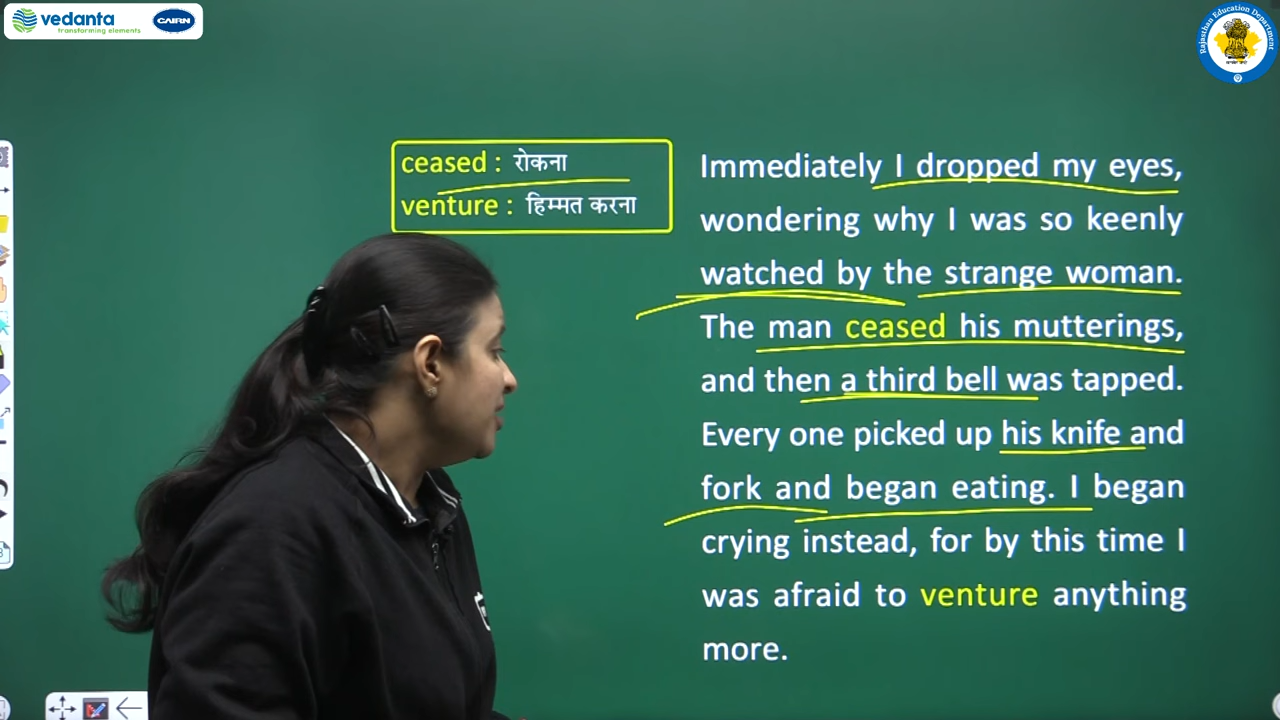 vedanta
transforming elements
CAIRN
Rajasthan Education Department
ceased : रोकना
venture : हिम्मत करना
Immediately I dropped my eyes,
wondering why I was so keenly
watched by the strange woman.
The man ceased his mutterings,
and then a third bell was tapped.
Every one picked up his knife and
fork and began eating. I began
crying instead, for by this time I
was afraid to venture anything
more.